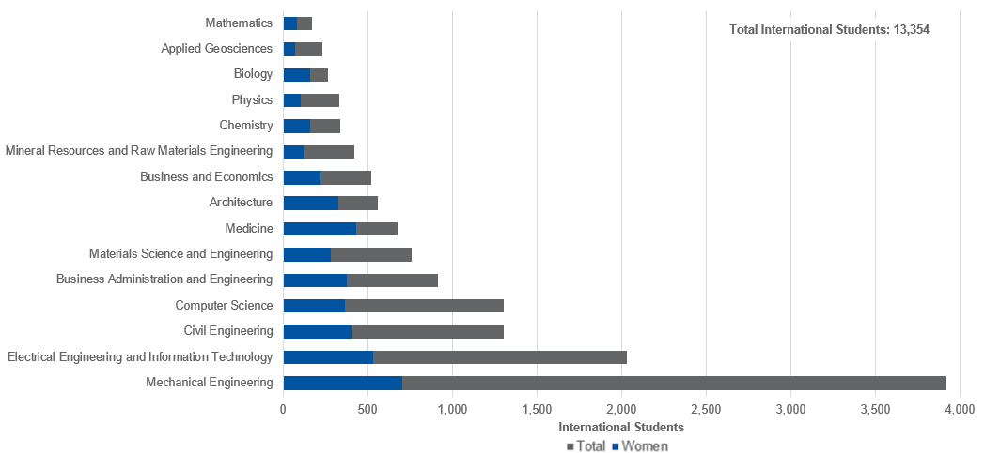 Mathematics
Total International Students: 13,354
Applied Geosciences
Biology
Physics
Chemistry
Mineral Resources and Raw Materials Engineering
Business and Economics
Architecture
Medicine
Materials Science and Engineering
Business Administration and Engineering
Computer Science
Civil Engineering
Electrical Engineering and Information Technology
Mechanical Engineering
0 500 1,000 1,500 2,000 2,500 3,000 3,500 4,000
International Students
Total Women